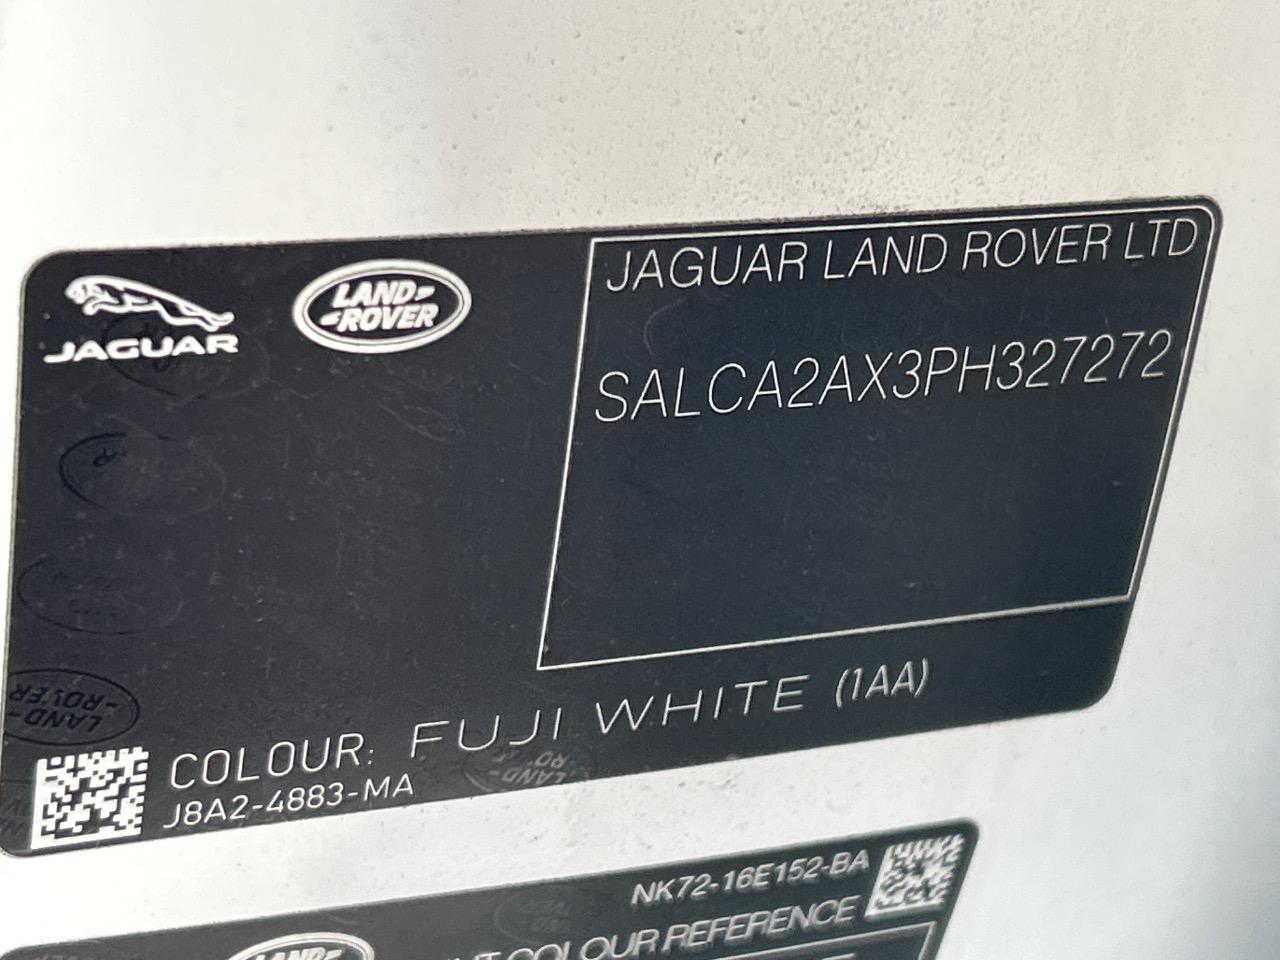 JAGUAR
LAND-
-ROVER
JAGUAR LAND ROVER LTD
SALCA2AX3PH327272
COLOUR: FUJI WHITE (1AA)
J8A2-4883-MA
NK72-16E152-BA
COLOUR REFERENCE
LAND-